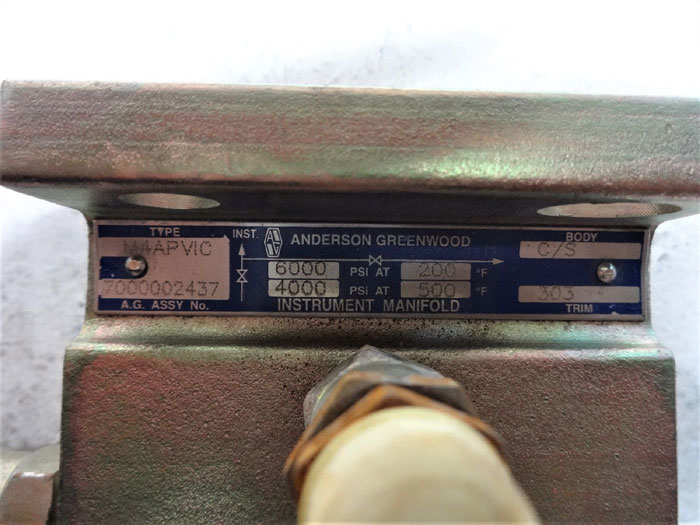 TYPE
M4APVIC
7000002437
A.G. ASSY No.
INST.
ANDERSON GREENWOOD
6000 PSI AT 200 °F
4000 PSI AT 500 °F
INSTRUMENT MANIFOLD
BODY
C/S
303
TRIM